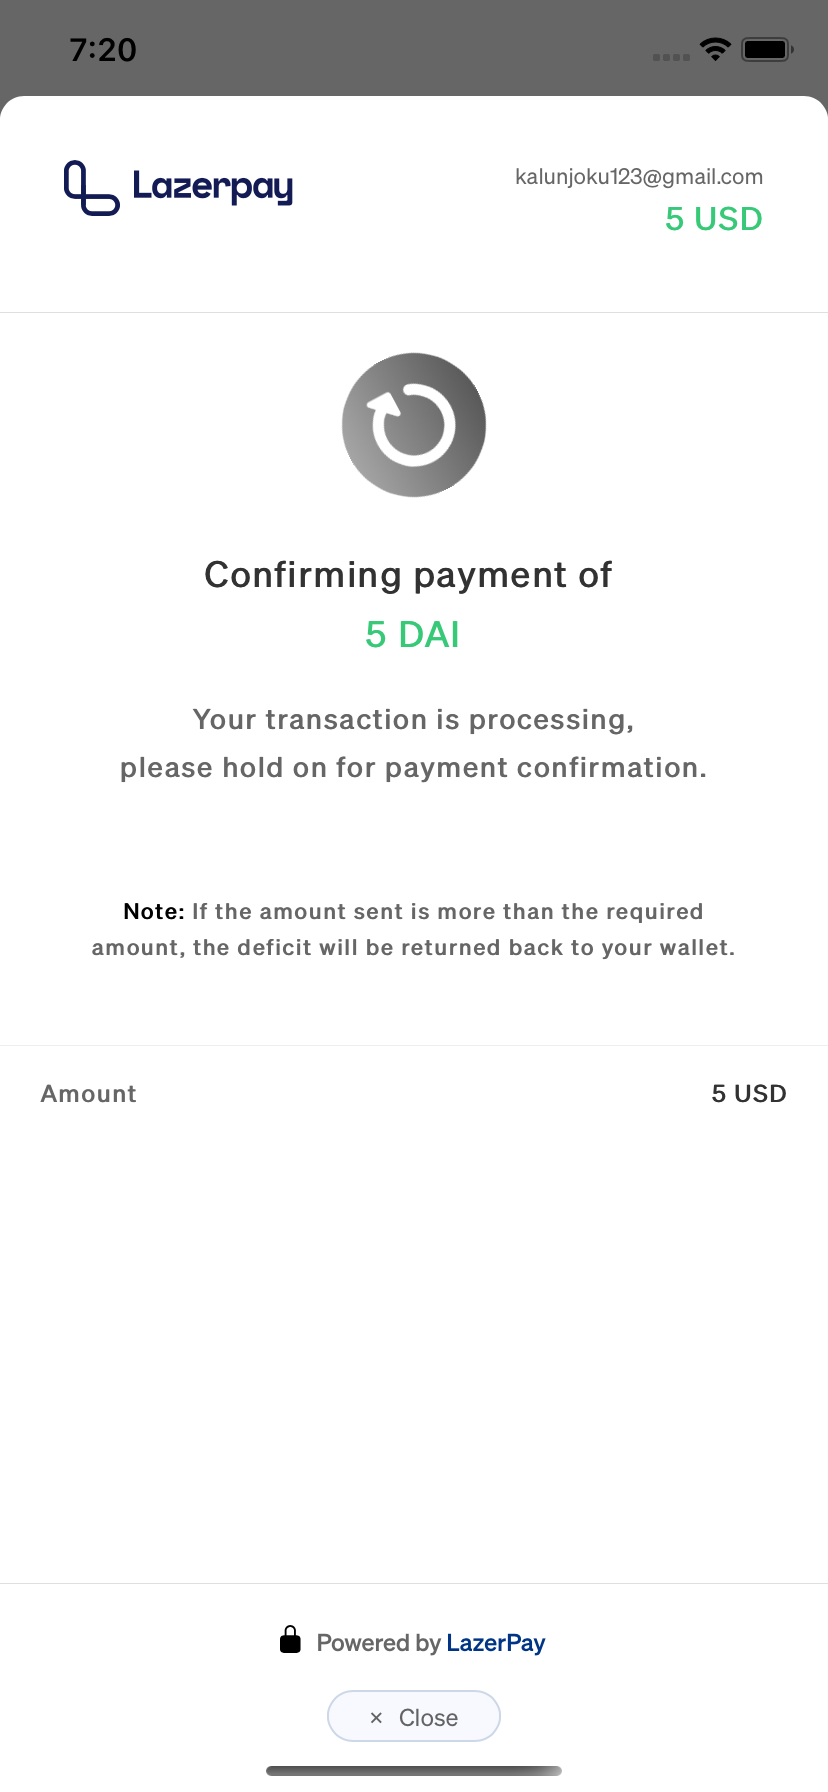 7:20
Lazerpay
kalunjoku123@gmail.com
5 USD
Confirming payment of
5 DAI
Your transaction is processing,
please hold on for payment confirmation.
Note: If the amount sent is more than the required
amount, the deficit will be returned back to your wallet.
Amount 5 USD
Powered by LazerPay
× Close